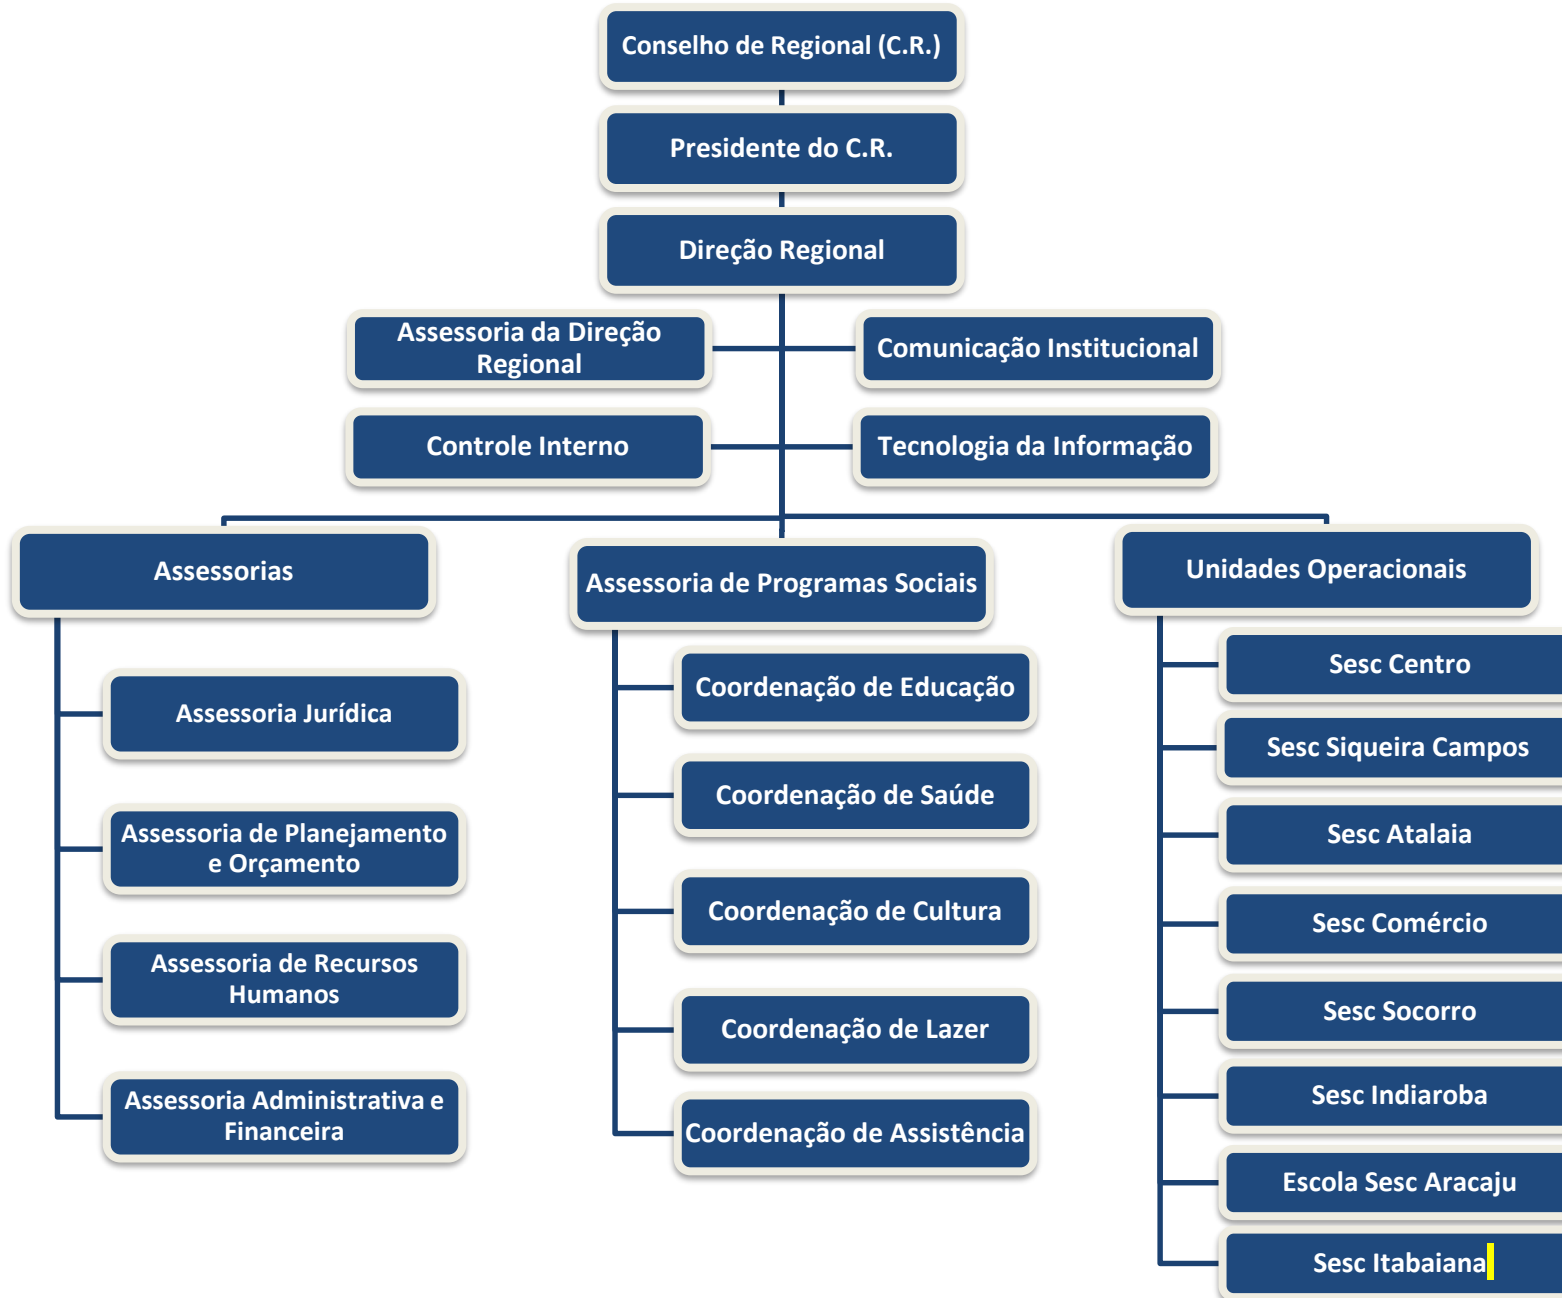 Conselho de Regional (C.R.)
Presidente do C.R.
Direção Regional
Assessoria da Direção
Regional
Comunicação Institucional
Controle Interno
Tecnologia da Informação
Assessorias
Assessoria Jurídica
Assessoria de Planejamento
e Orçamento
Assessoria de Recursos
Humanos
Assessoria Administrativa e
Financeira
Assessoria de Programas Sociais
Coordenação de Educação
Coordenação de Saúde
Coordenação de Cultura
Coordenação de Lazer
Coordenação de Assistência
Unidades Operacionais
Sesc Centro
Sesc Siqueira Campos
Sesc Atalaia
Sesc Comércio
Sesc Socorro
Sesc Indiaroba
Escola Sesc Aracaju
Sesc Itabaiana